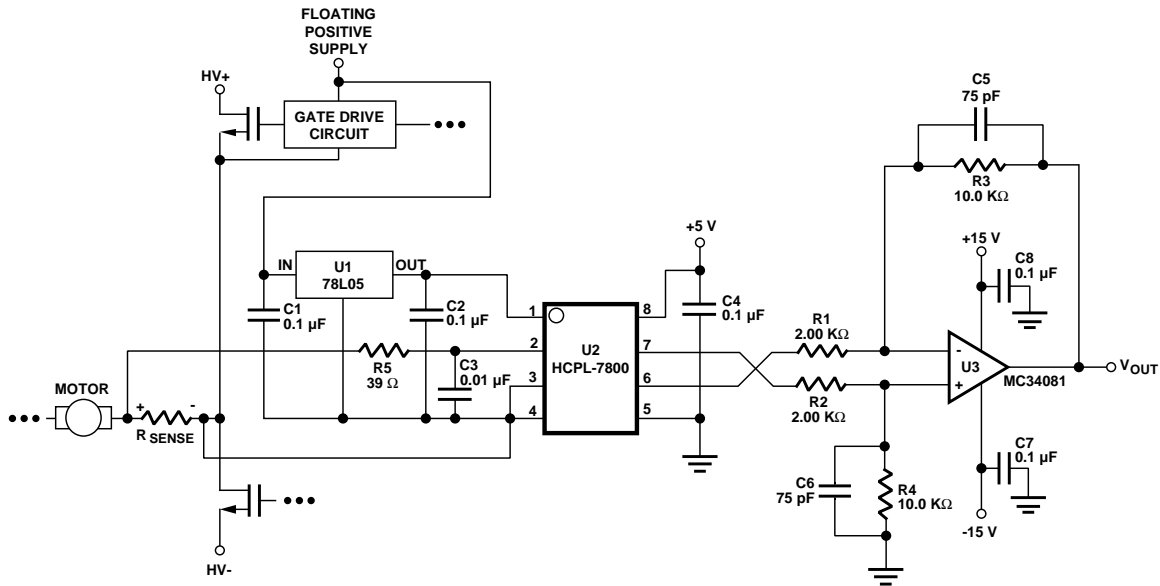 FLOATING
POSITIVE
SUPPLY
HV+
GATE DRIVE
CIRCUIT
•••
C5
75 pF
R3
10.0 KΩ
+5 V
+15 V
C8
0.1 µF
IN
U1
78L05
OUT
C1
0.1 µF
C2
0.1 µF
C4
0.1 µF
1
2
3
4
8
7
6
5
U2
HCPL-7800
R1
2.00 KΩ
R2
2.00 KΩ
-
+
U3
MC34081
VOUT
R5
39 Ω
C3
0.01 µF
MOTOR
•••
+
-
R SENSE
C7
0.1 µF
C6
75 pF
R4
10.0 KΩ
-15 V
•••
HV-